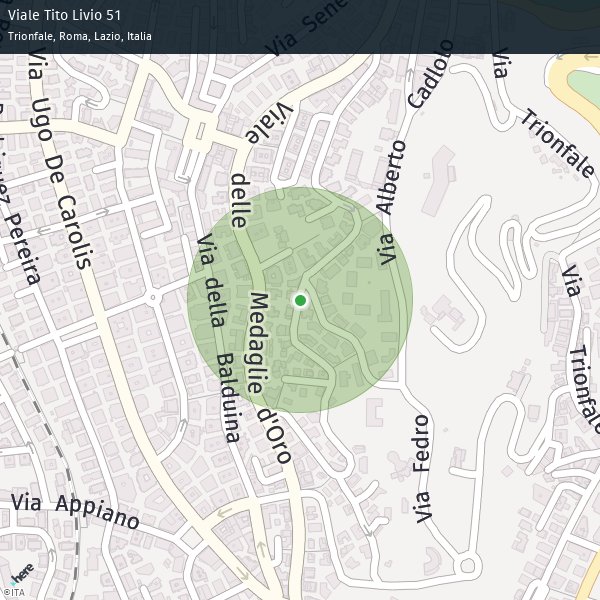 Viale Tito Livio 51
Trionfale, Roma, Lazio, Italia
Via Sene
Via Ugo De Carolis
Pereira
Via della Balduina
Viale delle Medaglie d'Oro
Via Alberto Cadlolo
Via Trionfale
Via Trionfale
Via Fedro
Via Appiano
here
©ITA